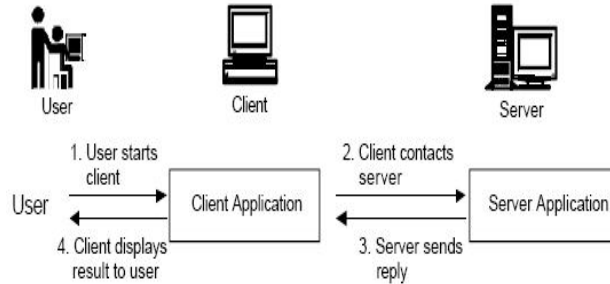 User
Client
Server
1. User starts
client
2. Client contacts
server
User
Client Application
Server Application
4. Client displays
result to user
3. Server sends
reply